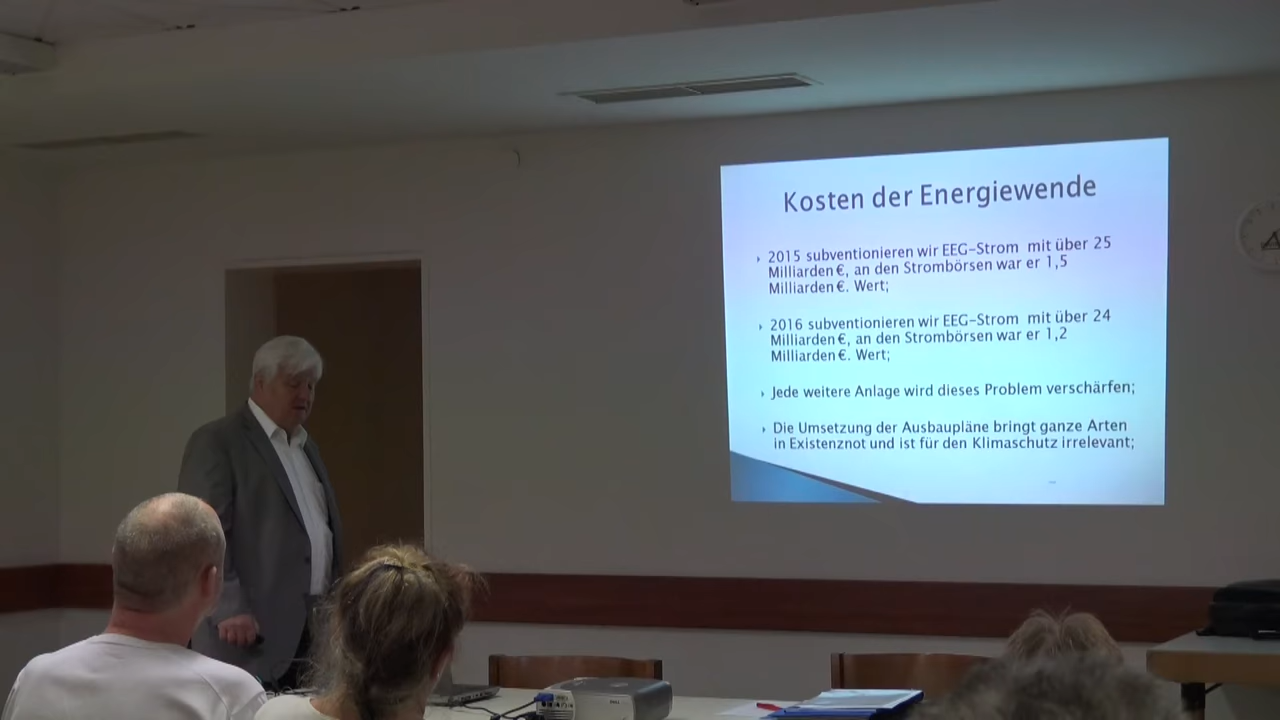 Kosten der Energiewende
2015 subventionieren wir EEG-Strom mit über 25
Milliarden €, an den Strombörsen war er 1,5
Milliarden €. Wert;
2016 subventionieren wir EEG-Strom mit über 24
Milliarden €, an den Strombörsen war er 1,2
Milliarden €. Wert;
Jede weitere Anlage wird dieses Problem verschärfen;
Die Umsetzung der Ausbaupläne bringt ganze Arten
in Existenznot und ist für den Klimaschutz irrelevant;